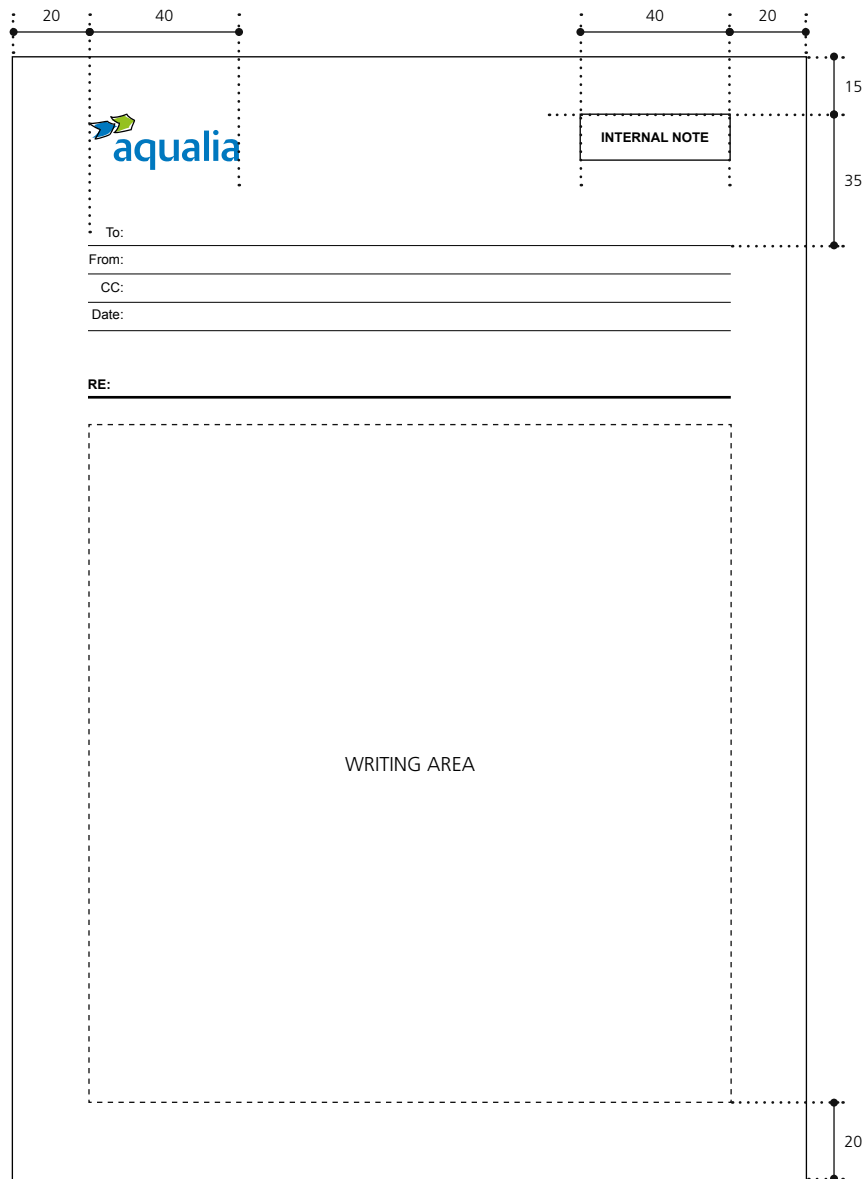 20 40 40 20
15
INTERNAL NOTE
aqualia
35
To:
From:
CC:
Date:
RE:
WRITING AREA
20